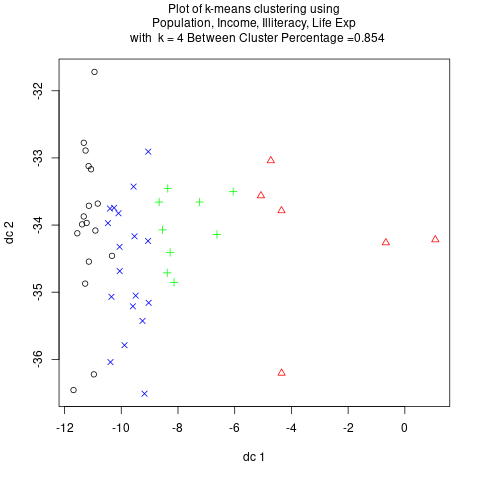 Plot of k-means clustering using
Population, Income, Illiteracy, Life Exp
with  k = 4 Between Cluster Percentage =0.854
-32
-33
-34
-35
-36
dc 2
-12
-10
-8
-6
-4
-2
0
dc 1